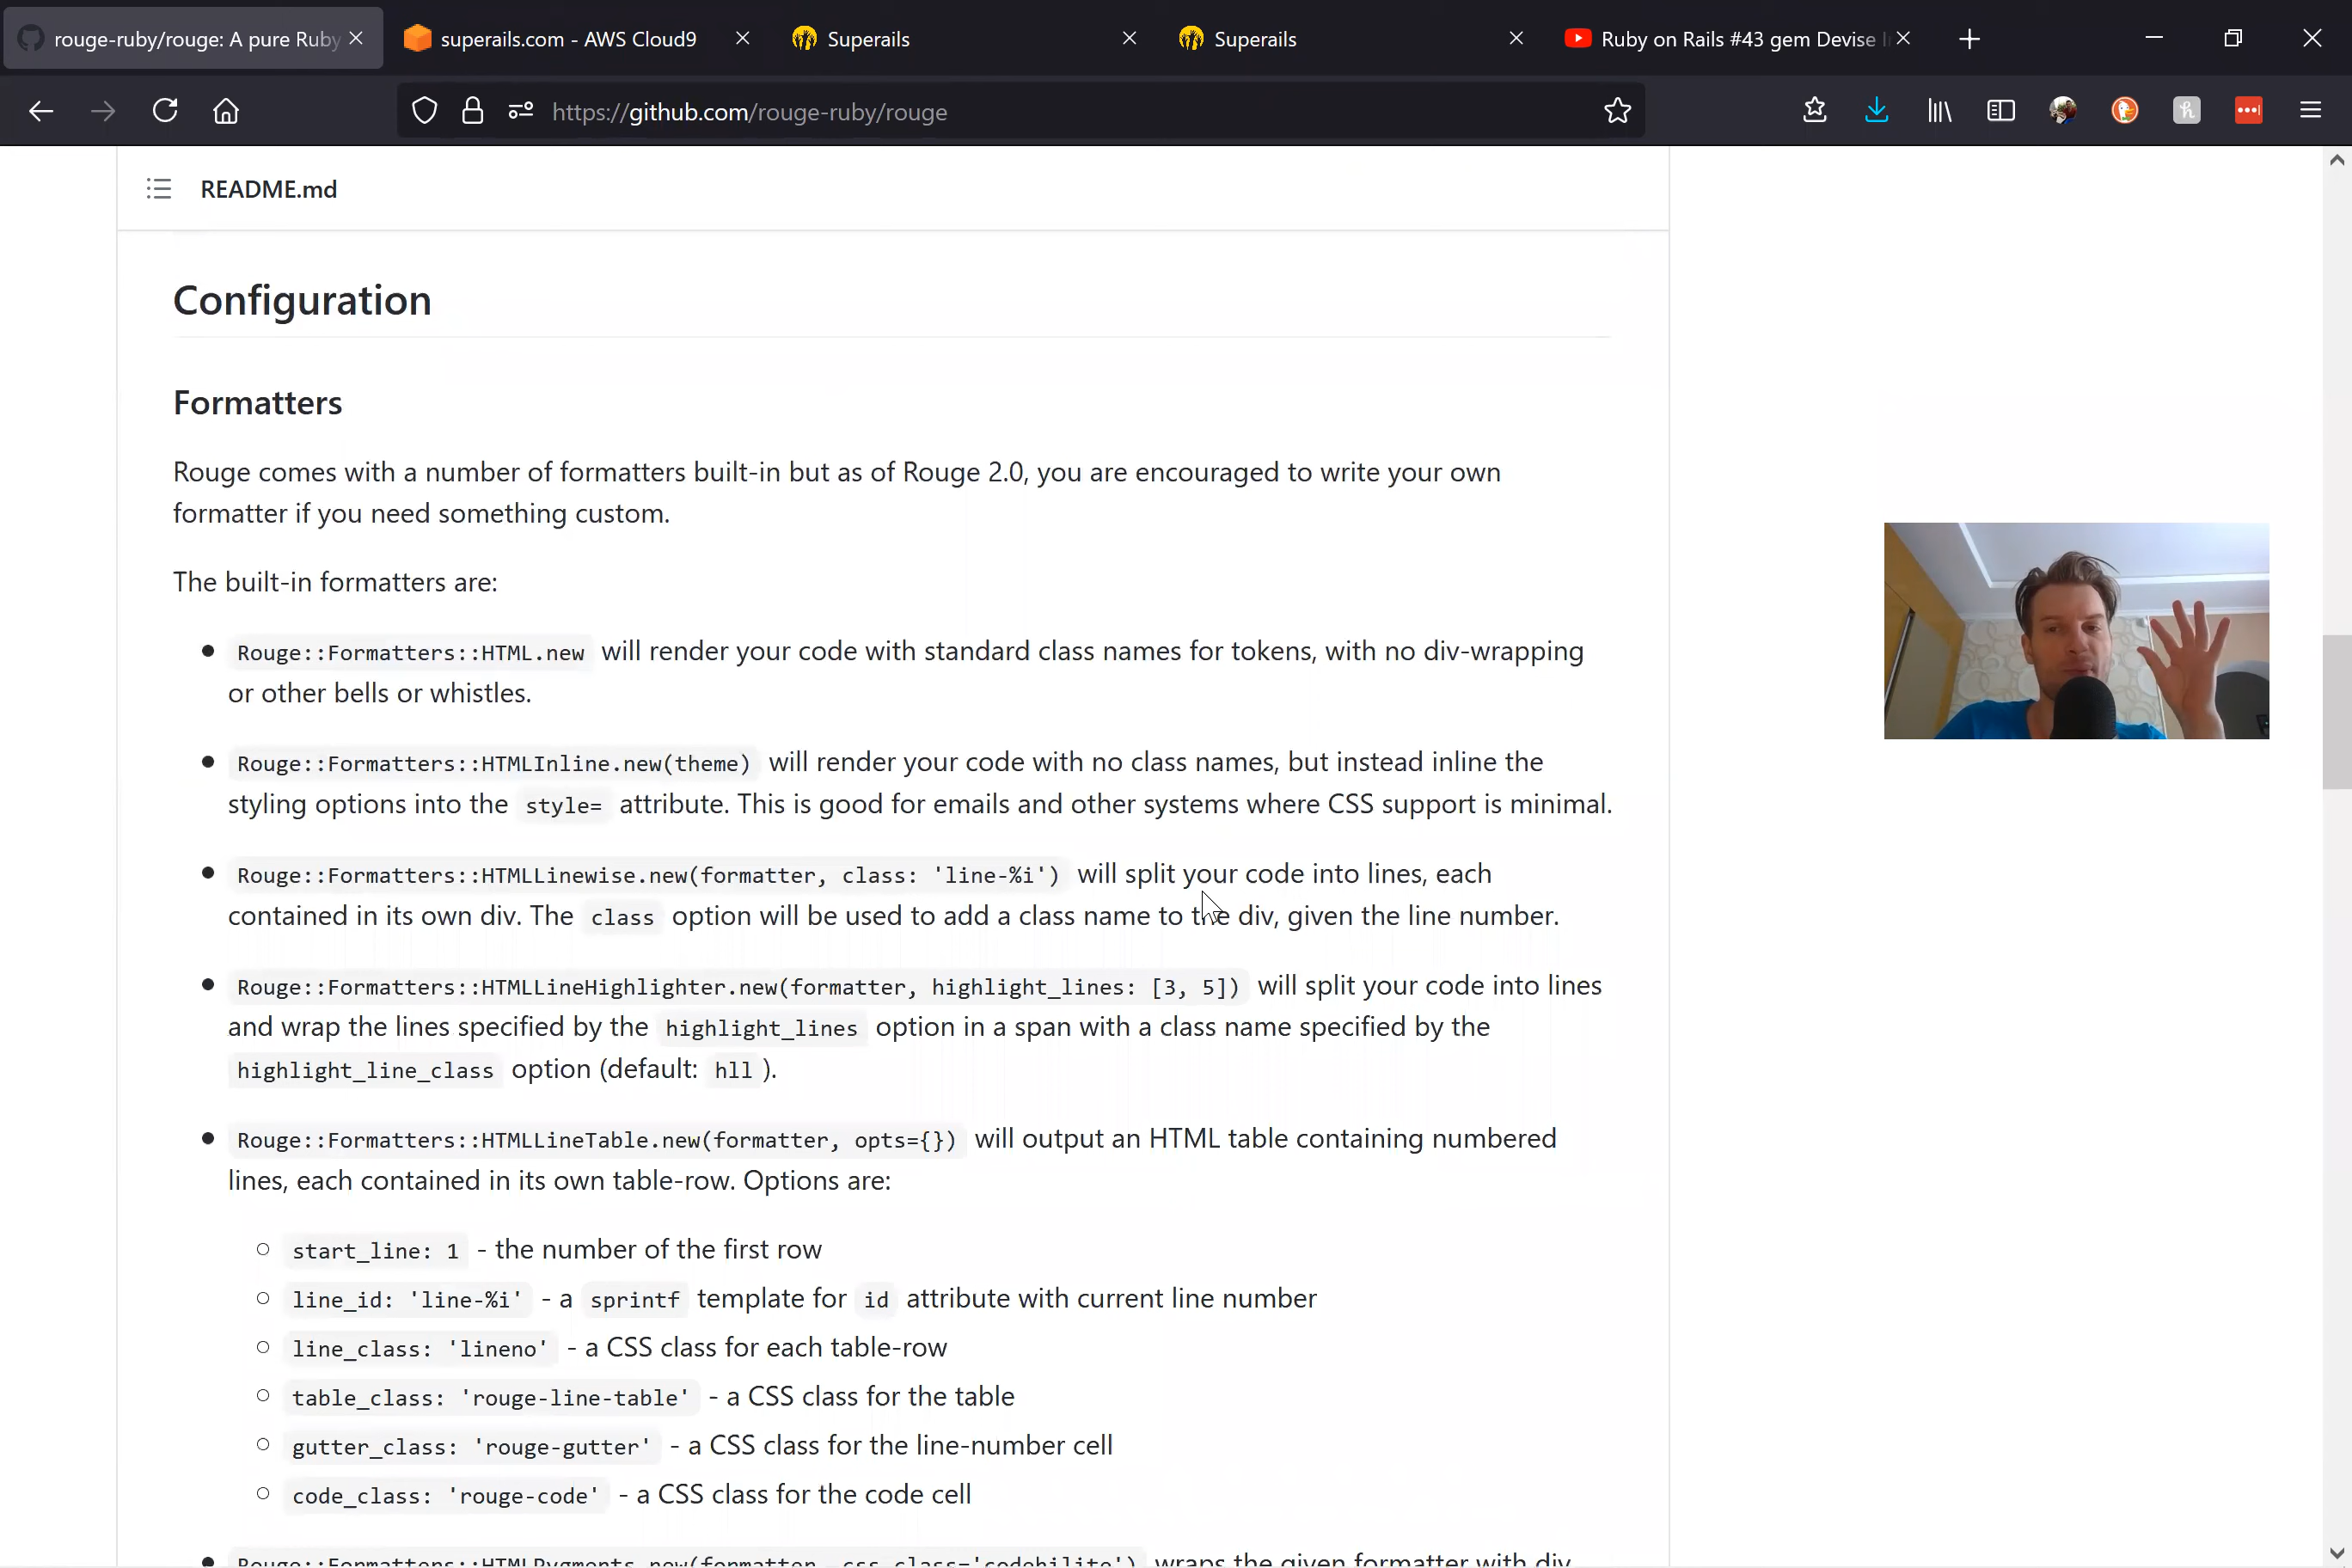 rouge-ruby/rouge: A pure Ruby
superails.com - AWS Cloud9
Superails
Superails
Ruby on Rails #43 gem Devise I
https://github.com/rouge-ruby/rouge
README.md
Configuration
Formatters
Rouge comes with a number of formatters built-in but as of Rouge 2.0, you are encouraged to write your own
formatter if you need something custom.
The built-in formatters are:
Rouge::Formatters::HTML.new will render your code with standard class names for tokens, with no div-wrapping
or other bells or whistles.
Rouge::Formatters::HTMLInline.new(theme) will render your code with no class names, but instead inline the
styling options into the style= attribute. This is good for emails and other systems where CSS support is minimal.
Rouge::Formatters::HTMLLinewise.new(formatter, class: 'line-%i') will split your code into lines, each
contained in its own div. The class option will be used to add a class name to the div, given the line number.
Rouge::Formatters::HTMLLineHighlighter.new(formatter, highlight_lines: [3, 5]) will split your code into lines
and wrap the lines specified by the highlight_lines option in a span with a class name specified by the
highlight_line_class option (default: hll ).
Rouge::Formatters::HTMLLineTable.new(formatter, opts={}) will output an HTML table containing numbered
lines, each contained in its own table-row. Options are:
start_line: 1 - the number of the first row
line_id: 'line-%i' - a sprintf template for id attribute with current line number
line_class: 'lineno' - a CSS class for each table-row
table_class: 'rouge-line-table' - a CSS class for the table
gutter_class: 'rouge-gutter' - a CSS class for the line-number cell
code_class: 'rouge-code' - a CSS class for the code cell
Rouge::Formatters::HTMLPygments.new(formatter, css_class='codehilite') wraps the given formatter with div